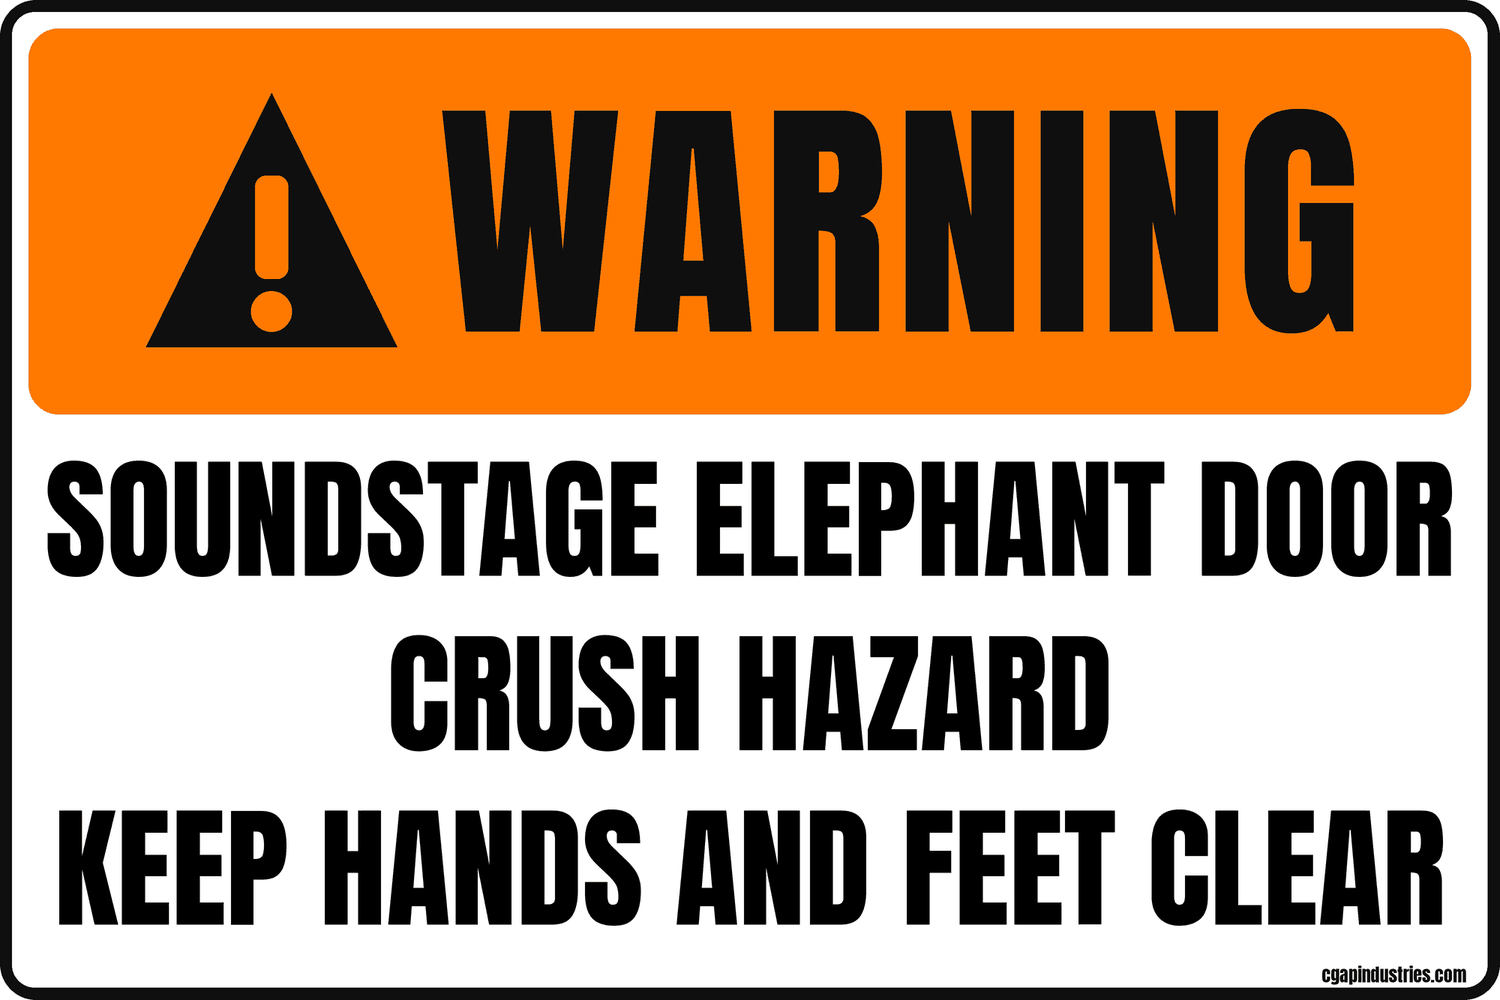 WARNING
SOUNDSTAGE ELEPHANT DOOR
CRUSH HAZARD
KEEP HANDS AND FEET CLEAR
cgapindustries.com